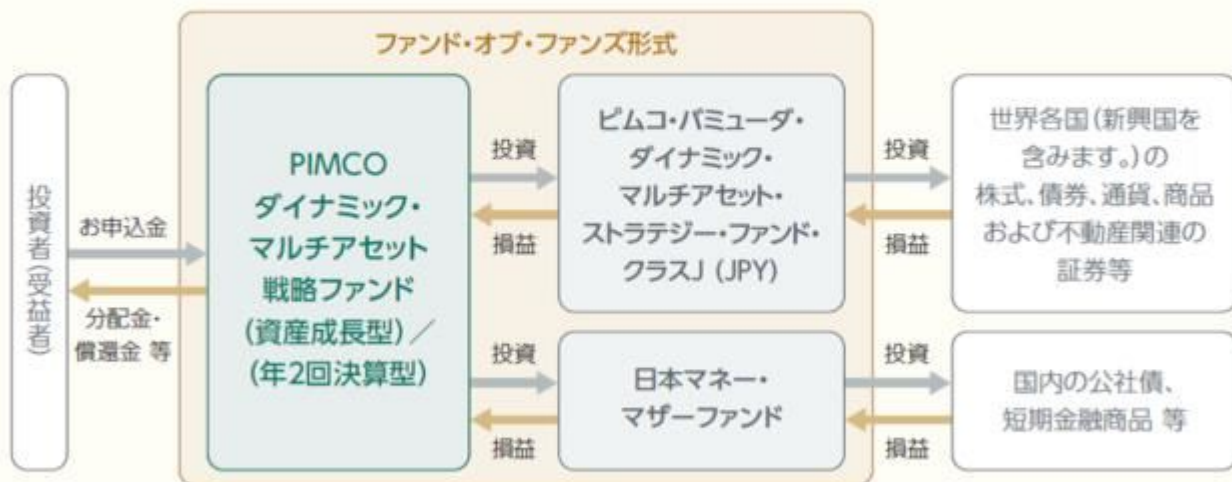 ファンド・オブ・ファンズ形式
投資者(受益者)
お申込金
分配金・
償還金 等
PIMCO
ダイナミック・
マルチアセット
戦略ファンド
(資産成長型)／
(年2回決算型)
投資
損益
ピムコ・バミューダ・
ダイナミック・
マルチアセット・
ストラテジー・ファンド・
クラスJ (JPY)
投資
損益
世界各国(新興国を
含みます。)の
株式、債券、通貨、商品
および不動産関連の
証券等
投資
損益
日本マネー・
マザーファンド
投資
損益
国内の公社債、
短期金融商品 等